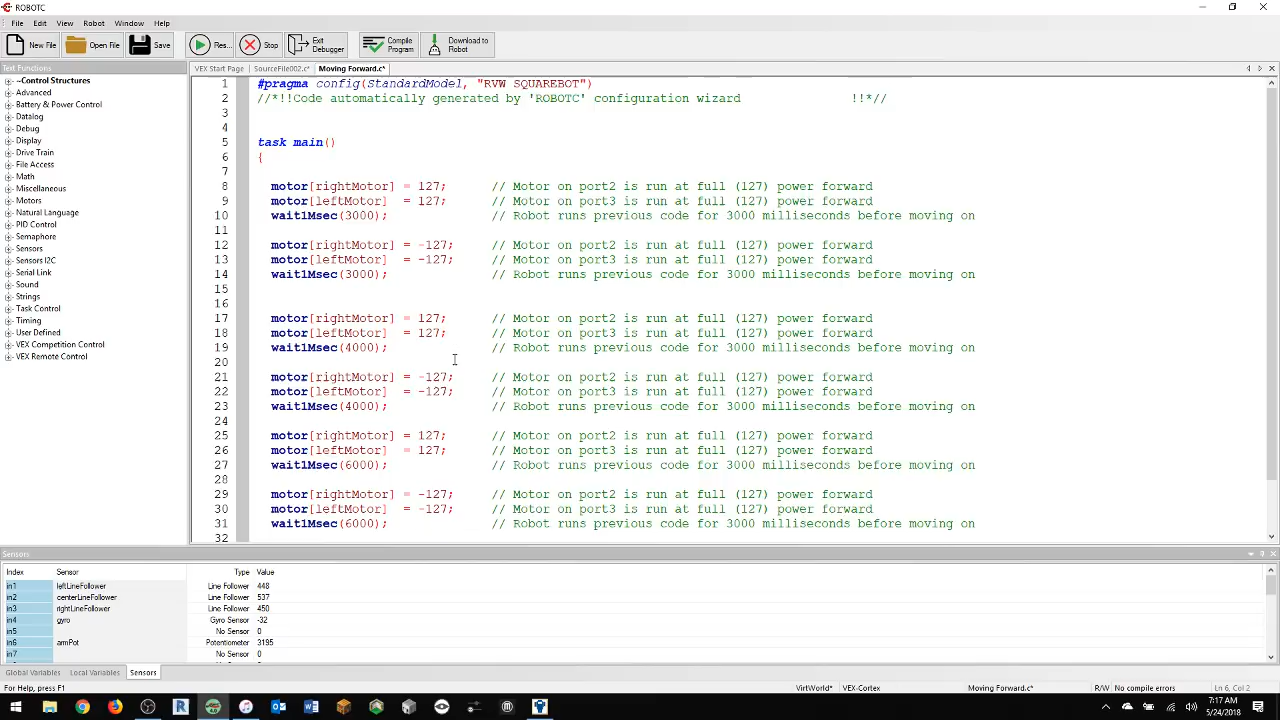 ROBOTC
File Edit View Robot Window Help
New File Open File Save Res... Stop Exit Debugger Compile Program Download to Robot
Text Functions
VEX Start Page SourceFile002.c* Moving Forward.c*
~Control Structures
Advanced
Battery & Power Control
Datalog
Debug
Display
Drive Train
File Access
Math
Miscellaneous
Motors
Natural Language
PID Control
Semaphore
Sensors
Sensors I2C
Serial Link
Sound
Strings
Task Control
Timing
User Defined
VEX Competition Control
VEX Remote Control
1 #pragma config(StandardModel, "RVW SQUAREBOT")
2 //*!!Code automatically generated by 'ROBOTC' configuration wizard !!*//
3
4
5 task main()
6 {
7
8 motor[rightMotor] = 127; // Motor on port2 is run at full (127) power forward
9 motor[leftMotor] = 127; // Motor on port3 is run at full (127) power forward
10 wait1Msec(3000); // Robot runs previous code for 3000 milliseconds before moving on
11
12 motor[rightMotor] = -127; // Motor on port2 is run at full (127) power forward
13 motor[leftMotor] = -127; // Motor on port3 is run at full (127) power forward
14 wait1Msec(3000); // Robot runs previous code for 3000 milliseconds before moving on
15
16
17 motor[rightMotor] = 127; // Motor on port2 is run at full (127) power forward
18 motor[leftMotor] = 127; // Motor on port3 is run at full (127) power forward
19 wait1Msec(4000); // Robot runs previous code for 3000 milliseconds before moving on
20
21 motor[rightMotor] = -127; // Motor on port2 is run at full (127) power forward
22 motor[leftMotor] = -127; // Motor on port3 is run at full (127) power forward
23 wait1Msec(4000); // Robot runs previous code for 3000 milliseconds before moving on
24
25 motor[rightMotor] = 127; // Motor on port2 is run at full (127) power forward
26 motor[leftMotor] = 127; // Motor on port3 is run at full (127) power forward
27 wait1Msec(6000); // Robot runs previous code for 3000 milliseconds before moving on
28
29 motor[rightMotor] = -127; // Motor on port2 is run at full (127) power forward
30 motor[leftMotor] = -127; // Motor on port3 is run at full (127) power forward
31 wait1Msec(6000); // Robot runs previous code for 3000 milliseconds before moving on
32
Sensors
Index Sensor Type Value
in1 leftLineFollower Line Follower 448
in2 centerLineFollower Line Follower 537
in3 rightLineFollower Line Follower 450
in4 gyro Gyro Sensor -32
in5 No Sensor 0
in6 armPot Potentiometer 3195
in7 No Sensor 0
Global Variables Local Variables Sensors
For Help, press F1 VirtWorld* VEX-Cortex Moving Forward.c* R/W No compile errors Ln 6, Col 2
7:17 AM
5/24/2018